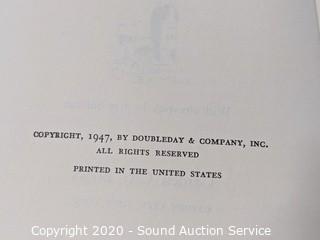 COPYRIGHT, 1947, BY DOUBLEDAY & COMPANY, INC.
ALL RIGHTS RESERVED
PRINTED IN THE UNITED STATES
Copyright 2020 - Sound Auction Service